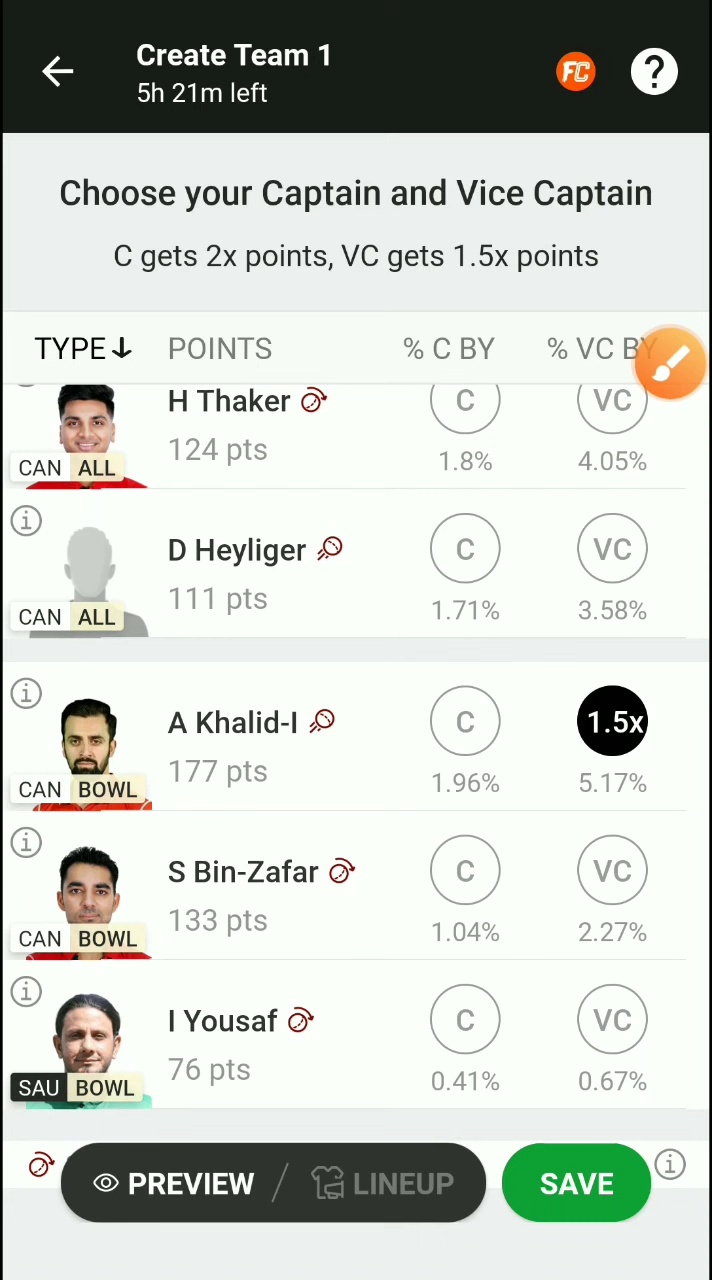 Create Team 1
5h 21m left
FC
?
Choose your Captain and Vice Captain
C gets 2x points, VC gets 1.5x points
TYPE↓ POINTS % C BY % VC BY
H Thaker C VC
124 pts 1.8% 4.05%
CAN ALL
D Heyliger C VC
111 pts 1.71% 3.58%
CAN ALL
A Khalid-I C 1.5x
177 pts 1.96% 5.17%
CAN BOWL
S Bin-Zafar C VC
133 pts 1.04% 2.27%
CAN BOWL
I Yousaf C VC
76 pts 0.41% 0.67%
SAU BOWL
PREVIEW / LINEUP SAVE